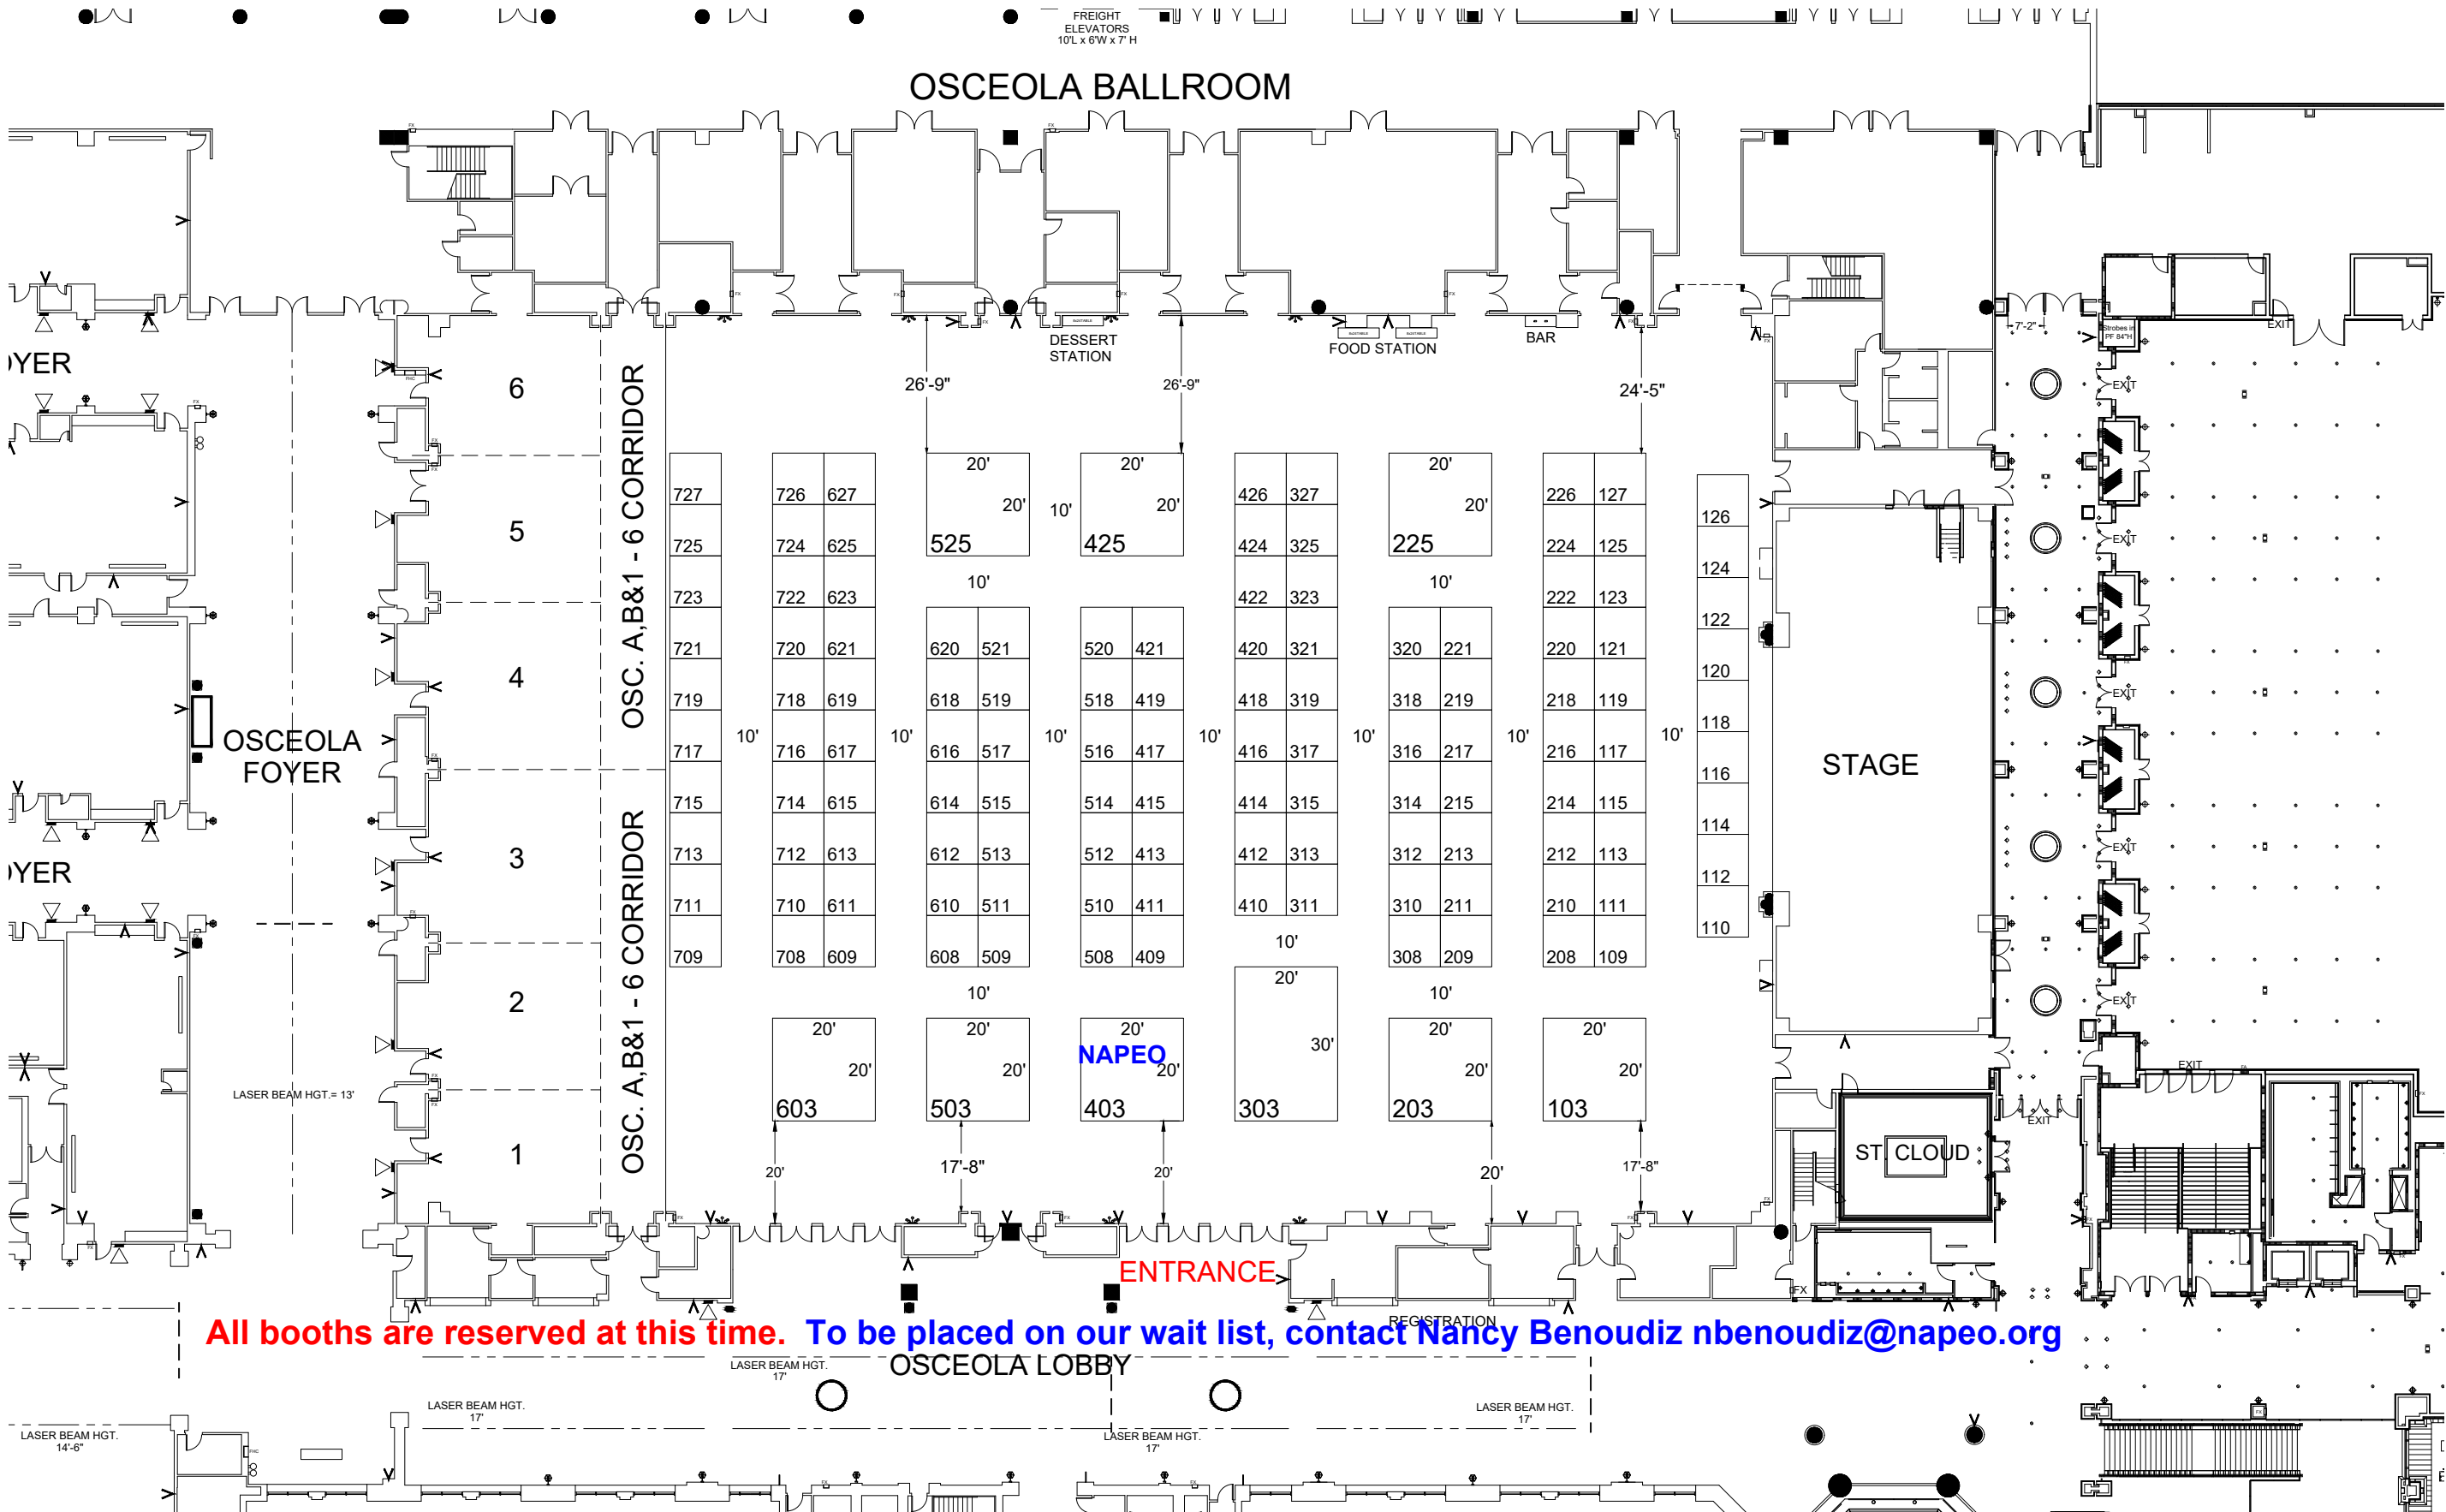 FREIGHT
ELEVATORS
10'L x 6'W x 7' H
OSCEOLA BALLROOM
DESSERT
STATION
FOOD STATION
BAR
7'-2"
Strobes in
PF 84"H
EXIT
OYER
6
26'-9"
26'-9"
24'-5"
EXIT
OSC. A,B&1 - 6 CORRIDOR
20' 20' 20'
727 726 627 20' 20' 426 327 20' 226 127
10'
126
5
725 724 625 525 425 424 325 225 224 125
EXIT
124
10' 10'
723 722 623 422 323 222 123
122
721 720 621 620 521 520 421 420 321 320 221 220 121
120
4
719 718 619 618 519 518 419 418 319 318 219 218 119
EXIT
118
OSCEOLA
FOYER
10' 10' 10' 10' 10' 10' 10'
717 716 617 616 517 516 417 416 317 316 217 216 117
STAGE
116
715 714 615 614 515 514 415 414 315 314 215 214 115
114
3
713 712 613 612 513 512 413 412 313 312 213 212 113
EXIT
OYER
112
OSC. A,B&1 - 6 CORRIDOR
711 710 611 610 511 510 411 410 311 310 211 210 111
110
10'
709 708 609 608 509 508 409 308 209 208 109
20'
2
10' 10'
EXIT
20' 20' 20' 20' 20'
30'
NAPEO
20' 20' 20' 20' 20'
EXIT
LASER BEAM HGT.= 13'
603 503 403 303 203 103
EXIT
1
ST. CLOUD
20' 17'-8" 20' 20' 17'-8"
ENTRANCE
FX
REGISTRATION
All booths are reserved at this time. To be placed on our wait list, contact Nancy Benoudiz nbenoudiz@napeo.org
OSCEOLA LOBBY
LASER BEAM HGT.
17'
LASER BEAM HGT.
17'
LASER BEAM HGT.
17'
LASER BEAM HGT.
14'-6"
LASER BEAM HGT.
17'